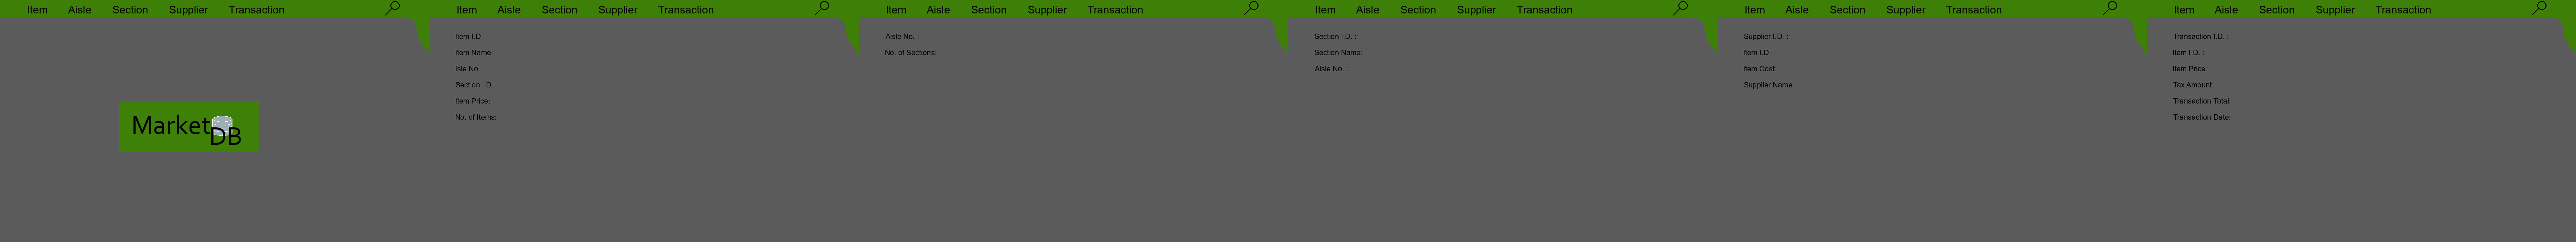 Item Aisle Section Supplier Transaction
Market
DB
Item Aisle Section Supplier Transaction
Item I.D. :
Item Name:
Isle No. :
Section I.D. :
Item Price:
No. of Items:
Item Aisle Section Supplier Transaction
Aisle No. :
No. of Sections:
Item Aisle Section Supplier Transaction
Section I.D. :
Section Name:
Aisle No. :
Item Aisle Section Supplier Transaction
Supplier I.D. :
Item I.D. :
Item Cost:
Supplier Name:
Item Aisle Section Supplier Transaction
Transaction I.D. :
Item I.D. :
Item Price:
Tax Amount:
Transaction Total:
Transaction Date: